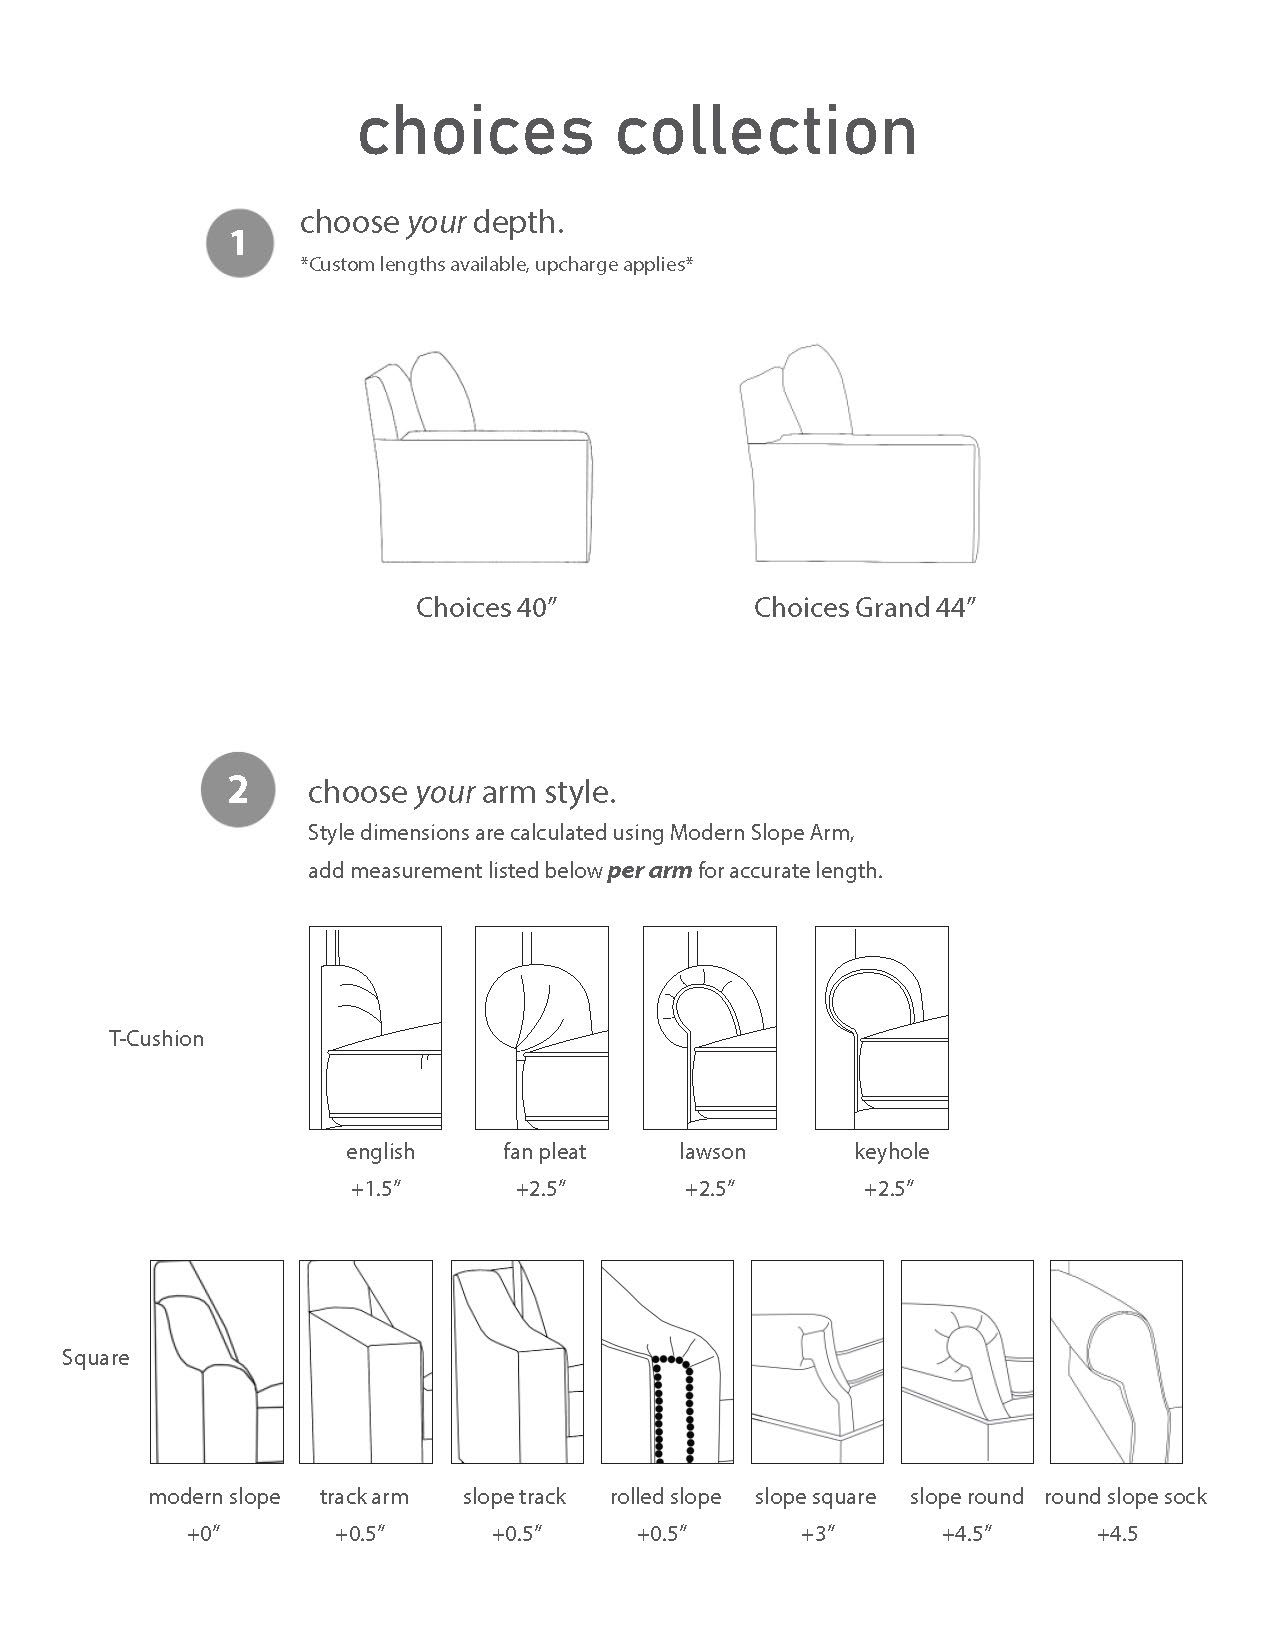 choices collection
1
choose your depth.
*Custom lengths available, upcharge applies*
Choices 40”
Choices Grand 44”
2
choose your arm style.
Style dimensions are calculated using Modern Slope Arm,
add measurement listed below per arm for accurate length.
T-Cushion
english fan pleat lawson keyhole
+1.5” +2.5” +2.5” +2.5”
Square
modern slope track arm slope track rolled slope slope square slope round round slope sock
+0” +0.5” +0.5” +0.5” +3” +4.5” +4.5